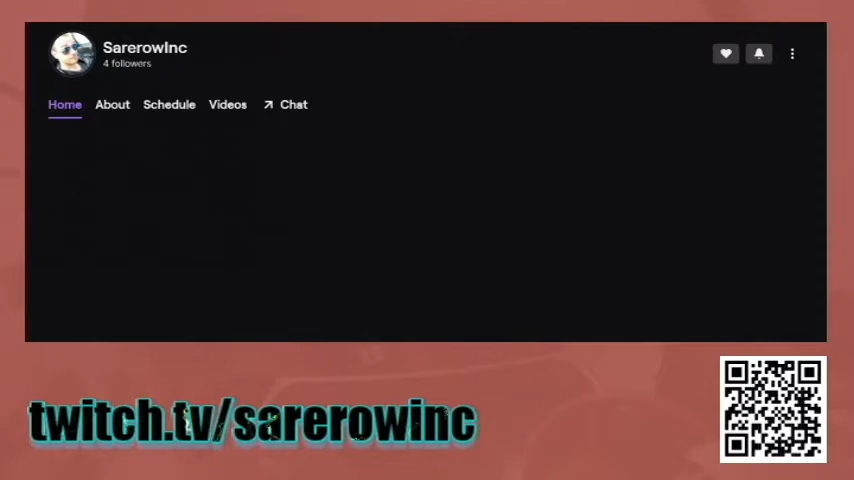 SarerowInc
4 followers
Home About Schedule Videos Chat
twitch.tv/sarerowinc